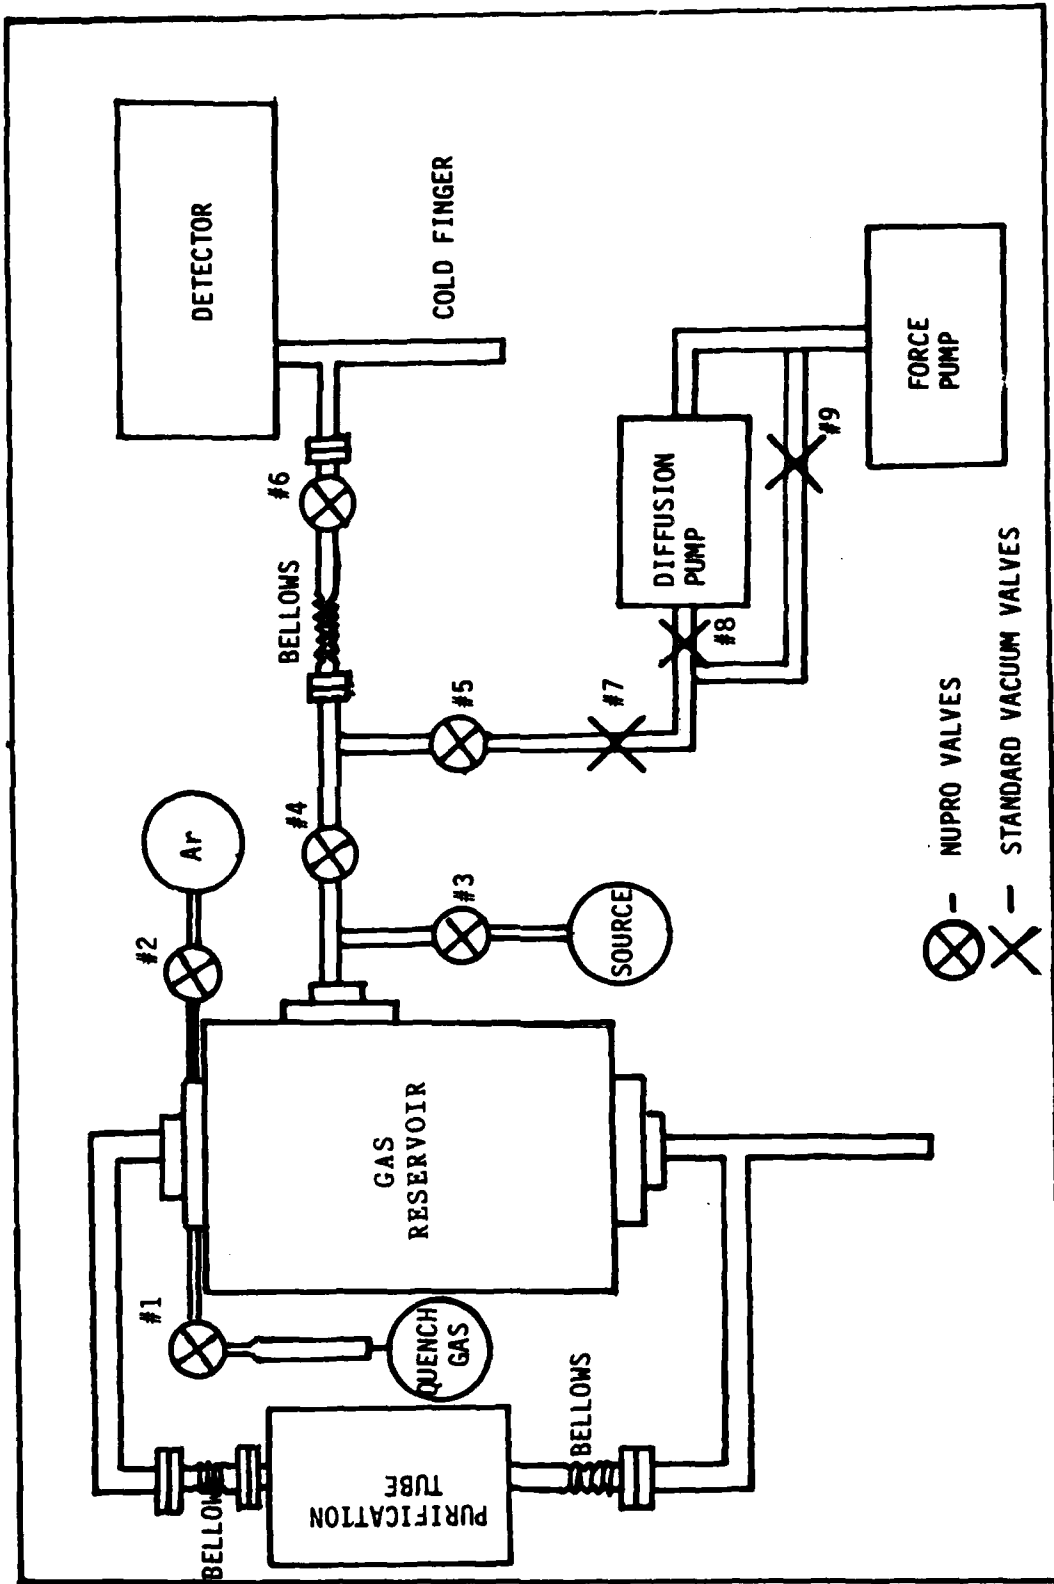 DETECTOR
COLD FINGER
#6
BELLOWS
FORCE
PUMP
#9
DIFFUSION
PUMP
#8
#5
#7
Ar
#4
#2
#3
SOURCE
GAS
RESERVOIR
#1
QUENCH
GAS
BELLOWS
PURIFICATION
TUBE
BELLOWS
- NUPRO VALVES
- STANDARD VACUUM VALVES